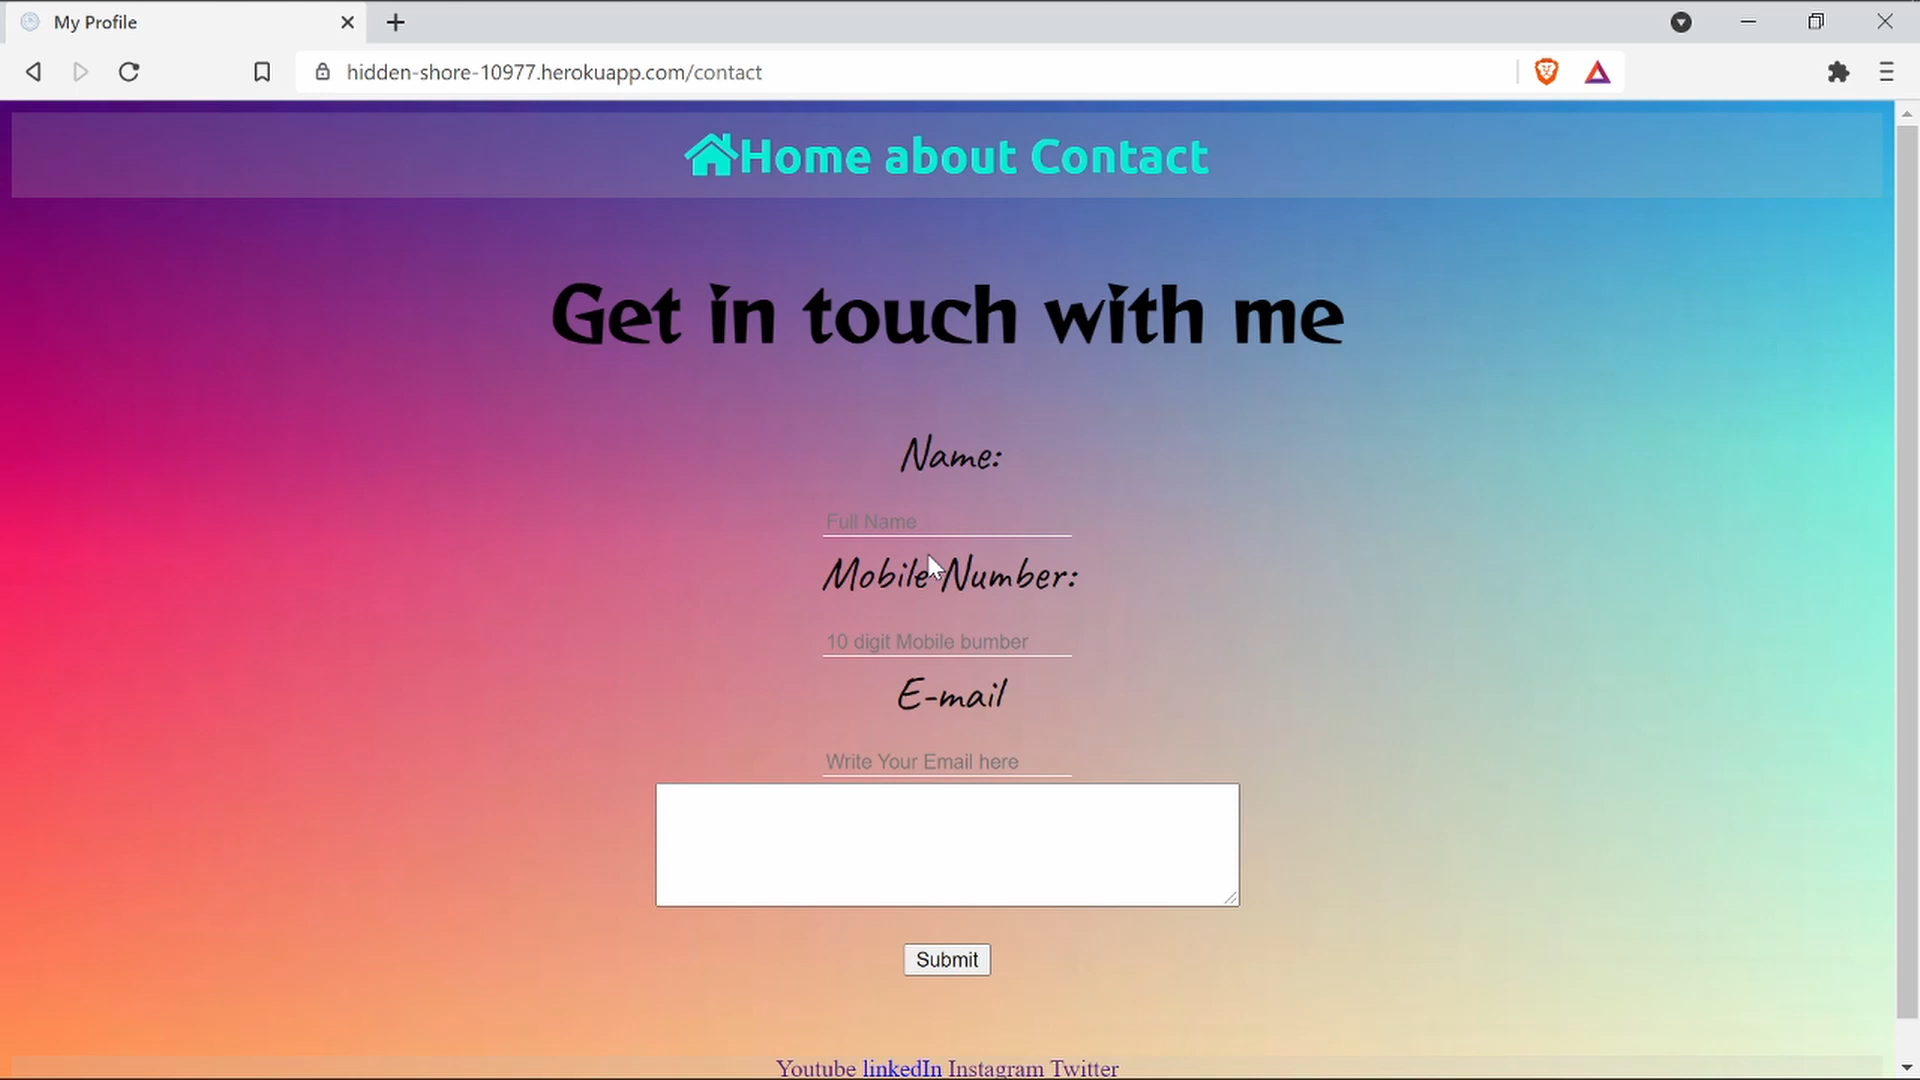 My Profile
hidden-shore-10977.herokuapp.com/contact
Home about Contact
Get in touch with me
Name:
Full Name
Mobile Number:
10 digit Mobile bumber
E-mail
Write Your Email here
Submit
Youtube linkedIn Instagram Twitter